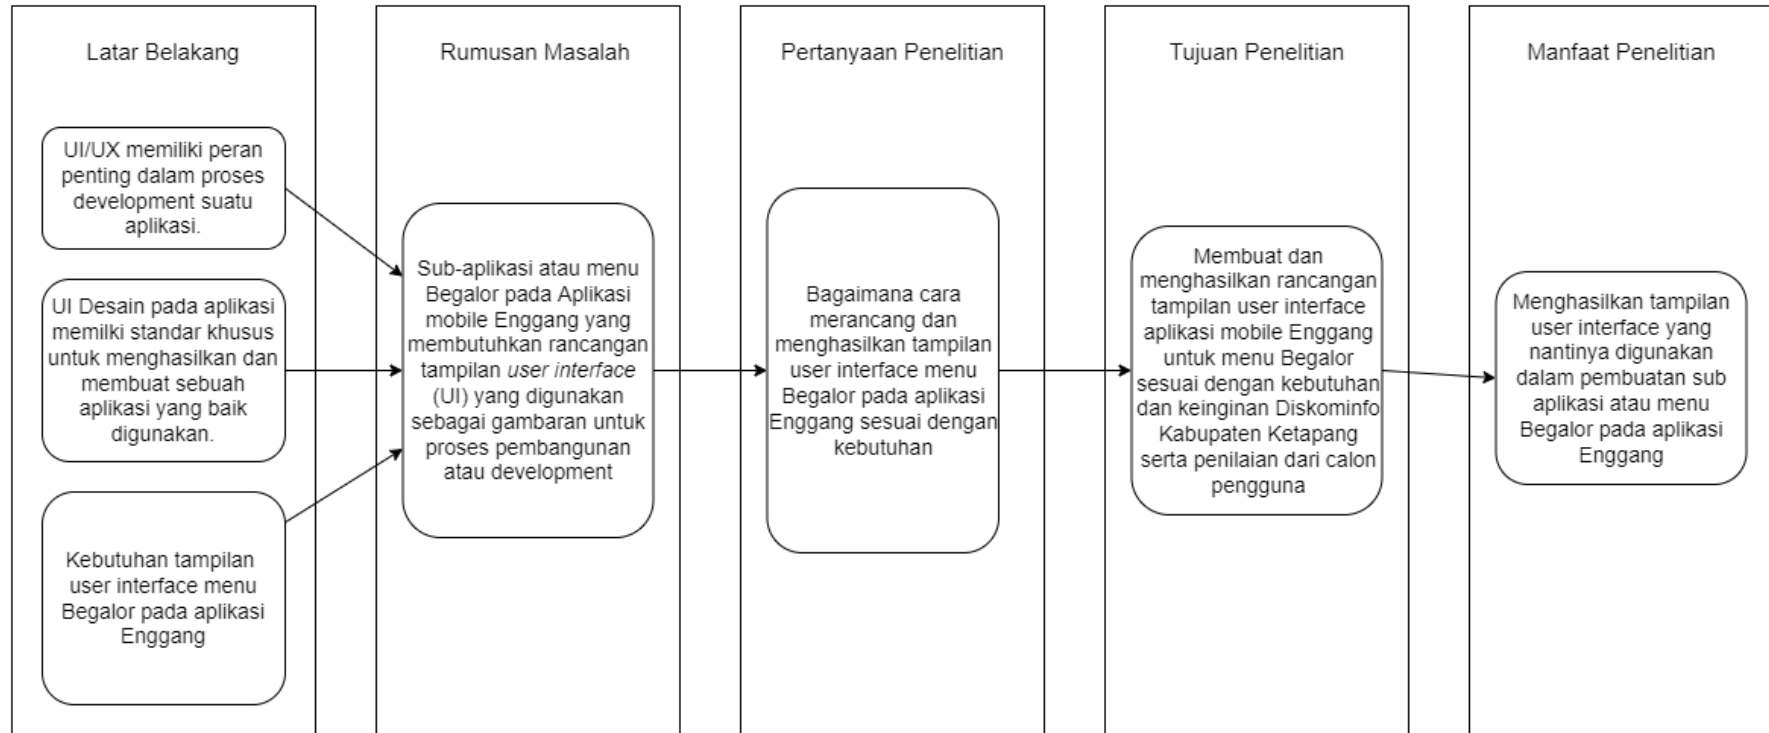 Latar Belakang
UI/UX memiliki peran
penting dalam proses
development suatu
aplikasi.
UI Desain pada aplikasi
memilki standar khusus
untuk menghasilkan dan
membuat sebuah
aplikasi yang baik
digunakan.
Kebutuhan tampilan
user interface menu
Begalor pada aplikasi
Enggang
Rumusan Masalah
Sub-aplikasi atau menu
Begalor pada Aplikasi
mobile Enggang yang
membutuhkan rancangan
tampilan user interface
(UI) yang digunakan
sebagai gambaran untuk
proses pembangunan
atau development
Pertanyaan Penelitian
Bagaimana cara
merancang dan
menghasilkan tampilan
user interface menu
Begalor pada aplikasi
Enggang sesuai dengan
kebutuhan
Tujuan Penelitian
Membuat dan
menghasilkan rancangan
tampilan user interface
aplikasi mobile Enggang
untuk menu Begalor
sesuai dengan kebutuhan
dan keinginan Diskominfo
Kabupaten Ketapang
serta penilaian dari calon
pengguna
Manfaat Penelitian
Menghasilkan tampilan
user interface yang
nantinya digunakan
dalam pembuatan sub
aplikasi atau menu
Begalor pada aplikasi
Enggang